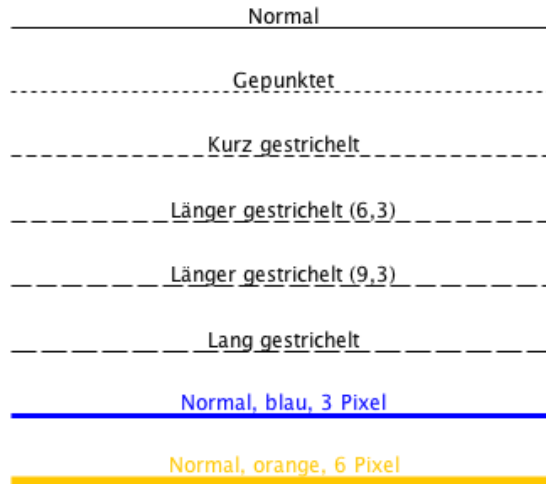 Normal
Gepunktet
Kurz gestrichelt
Länger gestrichelt (6,3)
Länger gestrichelt (9,3)
Lang gestrichelt
Normal, blau, 3 Pixel
Normal, orange, 6 Pixel